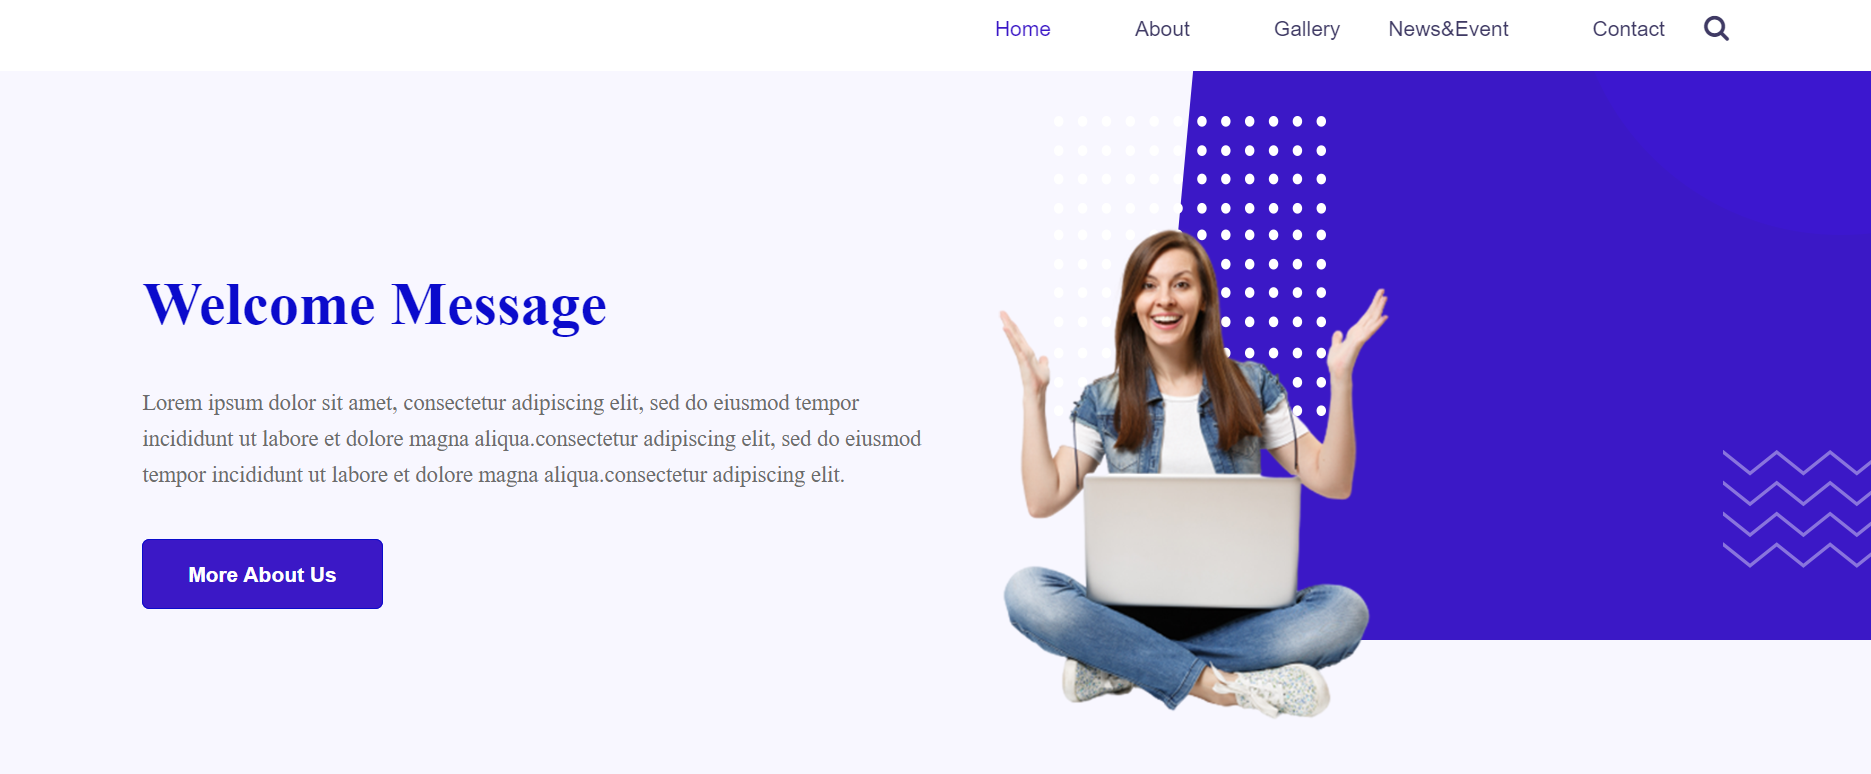 Home About Gallery News&Event Contact
Welcome Message
Lorem ipsum dolor sit amet, consectetur adipiscing elit, sed do eiusmod tempor
incididunt ut labore et dolore magna aliqua.consectetur adipiscing elit, sed do eiusmod
tempor incididunt ut labore et dolore magna aliqua.consectetur adipiscing elit.
More About Us